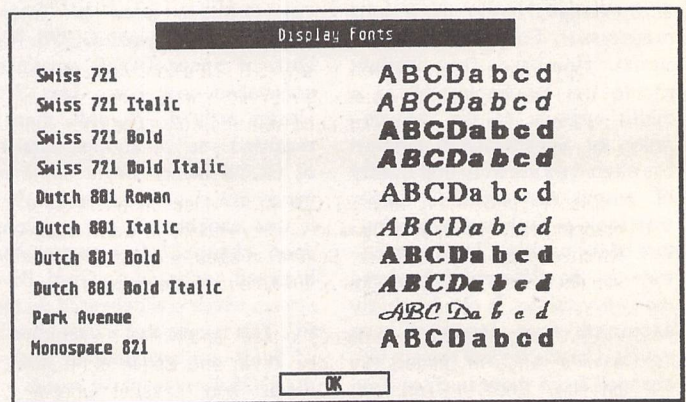 Display Fonts
Swiss 721 ABCDabcd
Swiss 721 Italic ABCDabcd
Swiss 721 Bold ABCDabcd
Swiss 721 Bold Italic ABCDabcd
Dutch 801 Roman ABCDabcd
Dutch 801 Italic ABCDabcd
Dutch 801 Bold ABCDabcd
Dutch 801 Bold Italic ABCDabcd
Park Avenue ABCDabcd
Monospace 821 ABCDabcd
OK